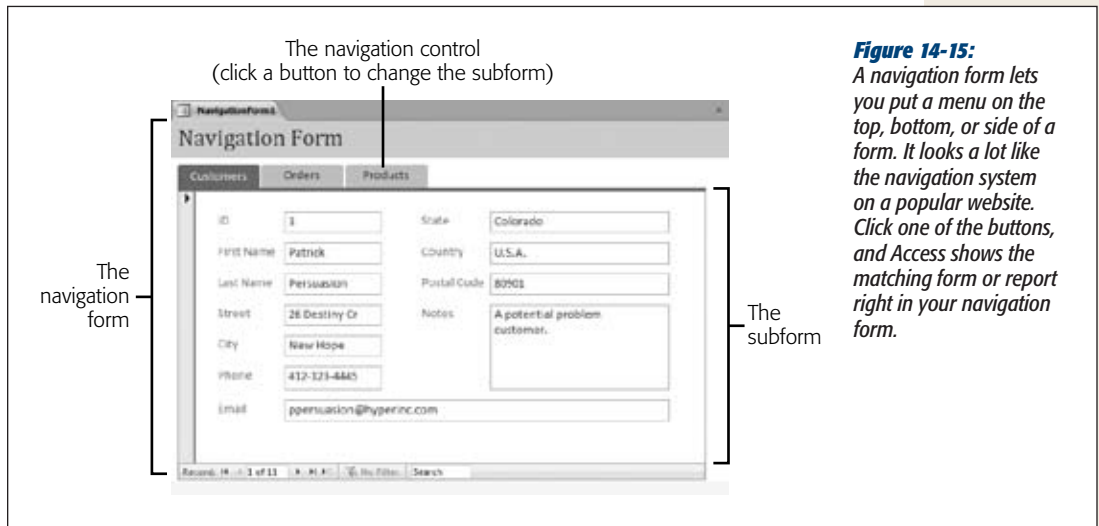 The navigation control
(click a button to change the subform)
NavigationForm1
Navigation Form
Customers Orders Products
ID 1 State Colorado
First Name Patrick Country U.S.A.
Last Name Persuasion Postal Code 80901
Street 26 Destiny Cr Notes A potential problem
customer.
City New Hope
Phone 412-323-4445
Email ppersuasion@hyperinc.com
Record: 1 of 11 No Filter Search
The
navigation
form
The
subform
Figure 14-15:
A navigation form lets
you put a menu on the
top, bottom, or side of a
form. It looks a lot like
the navigation system
on a popular website.
Click one of the buttons,
and Access shows the
matching form or report
right in your navigation
form.